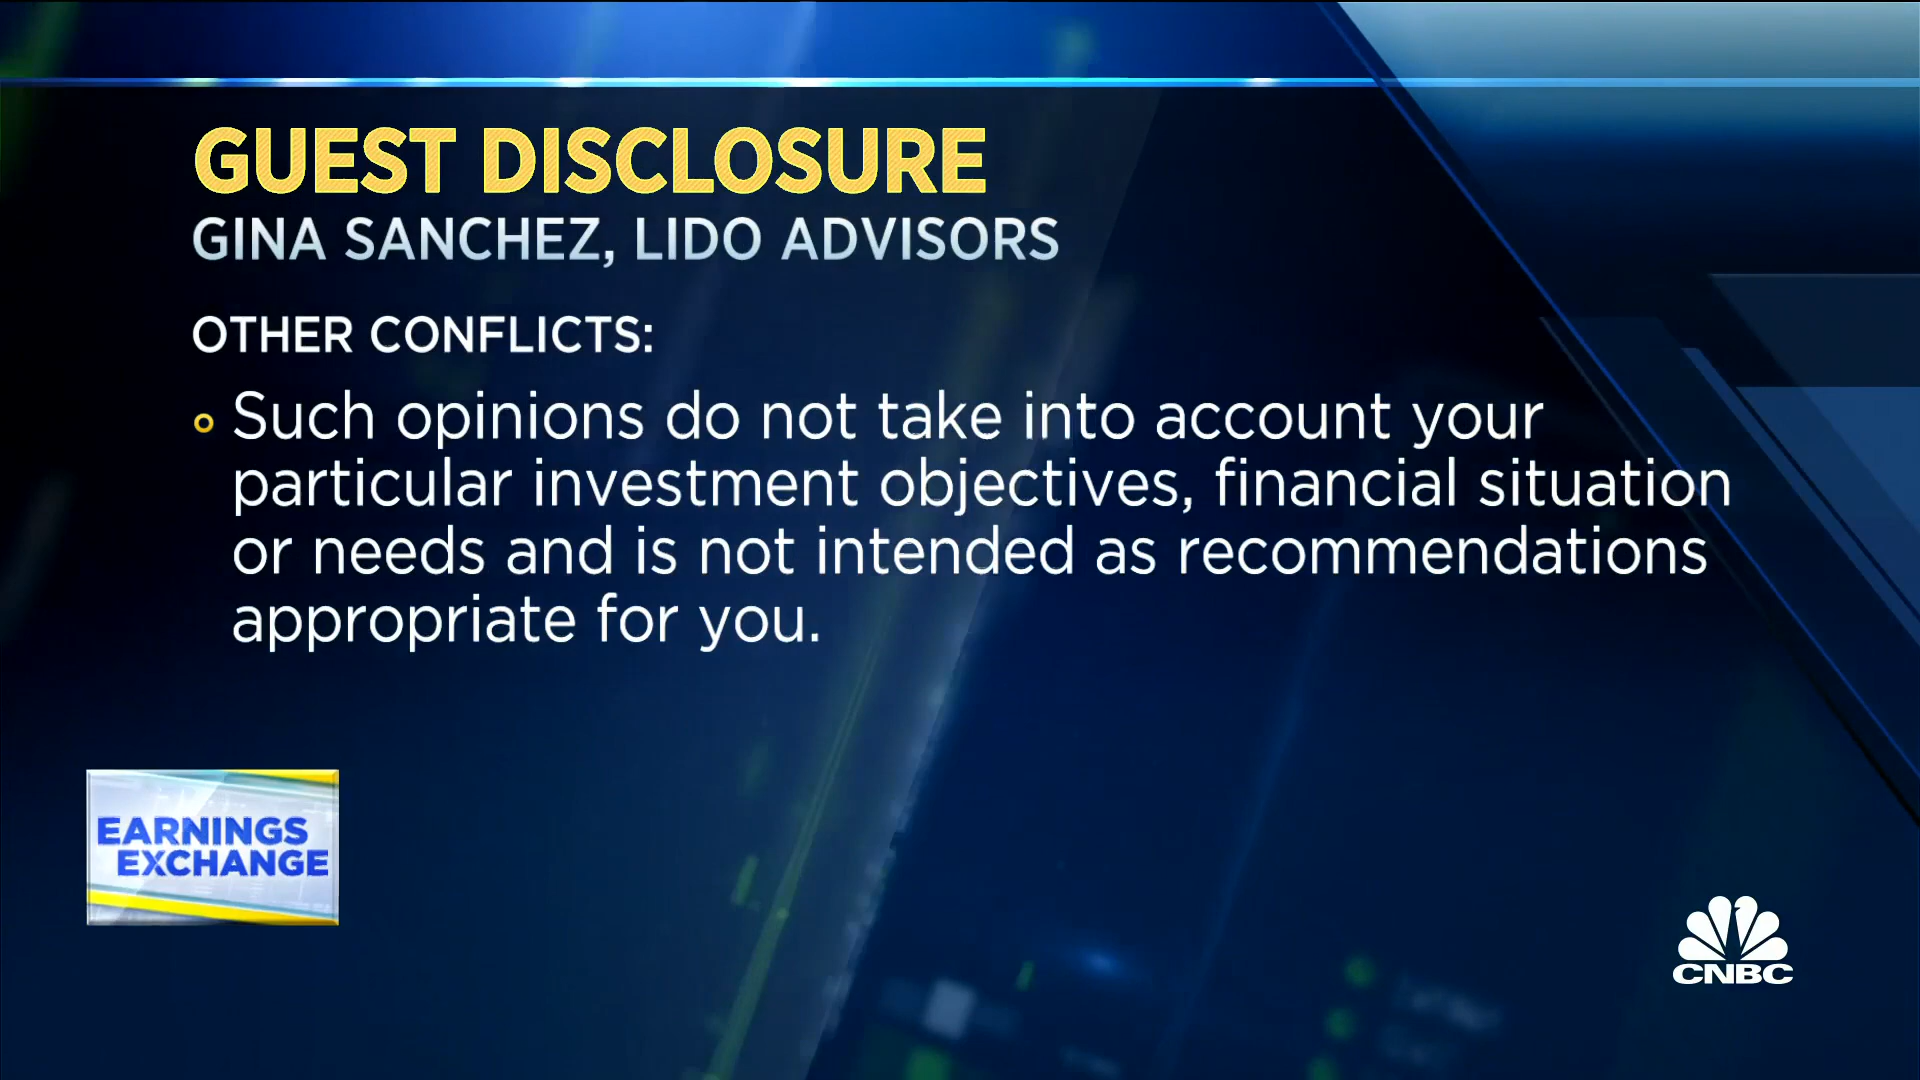 GUEST DISCLOSURE
GINA SANCHEZ, LIDO ADVISORS
OTHER CONFLICTS:
Such opinions do not take into account your
particular investment objectives, financial situation
or needs and is not intended as recommendations
appropriate for you.
EARNINGS
EXCHANGE
CNBC